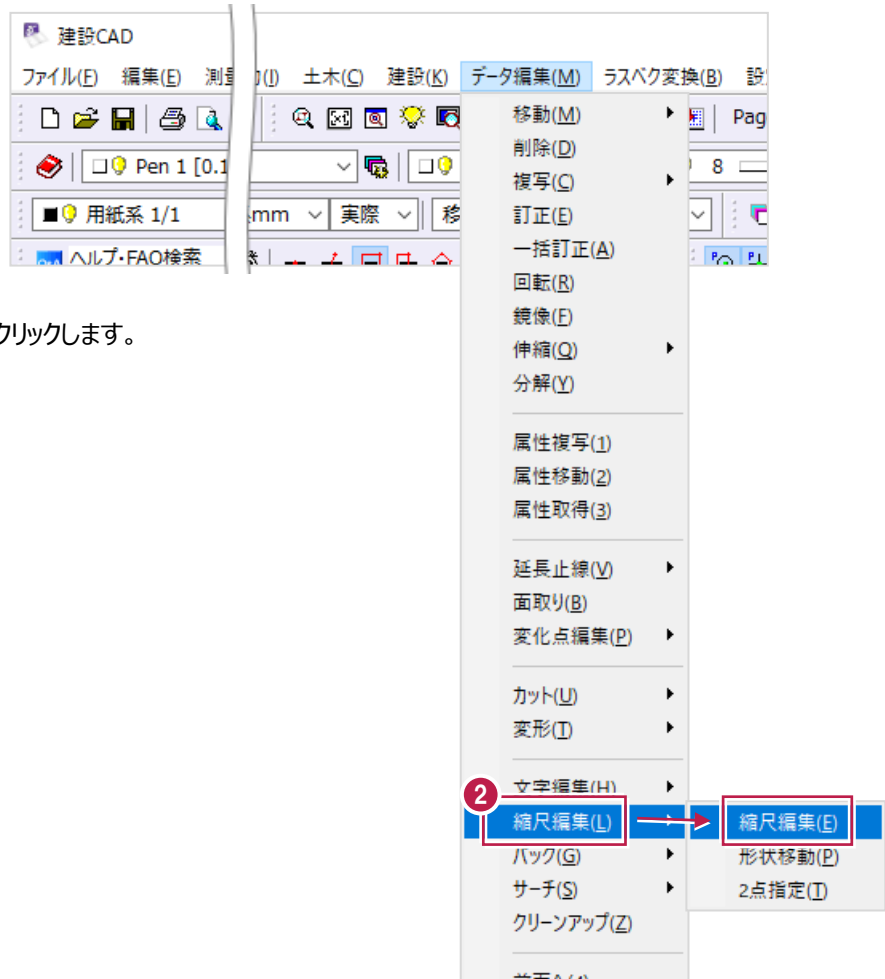 建設CAD
ファイル(F) 編集(E) 測量 力(I) 土木(C) 建設(K) データ編集(M) ラスベク変換(B) 設
Pag
Pen 1 [0.1 8
用紙系 1/1 mm 実際 移
ヘルプ・FAQ検索
クリックします。
移動(M)
削除(D)
複写(C)
訂正(E)
一括訂正(A)
回転(R)
鏡像(F)
伸縮(Q)
分解(Y)
属性複写(1)
属性移動(2)
属性取得(3)
延長止線(V)
面取り(B)
変化点編集(P)
カット(U)
変形(T)
文字編集(H)
2
縮尺編集(L) 縮尺編集(E)
パック(G) 形状移動(P)
サーチ(S) 2点指定(T)
クリーンアップ(Z)